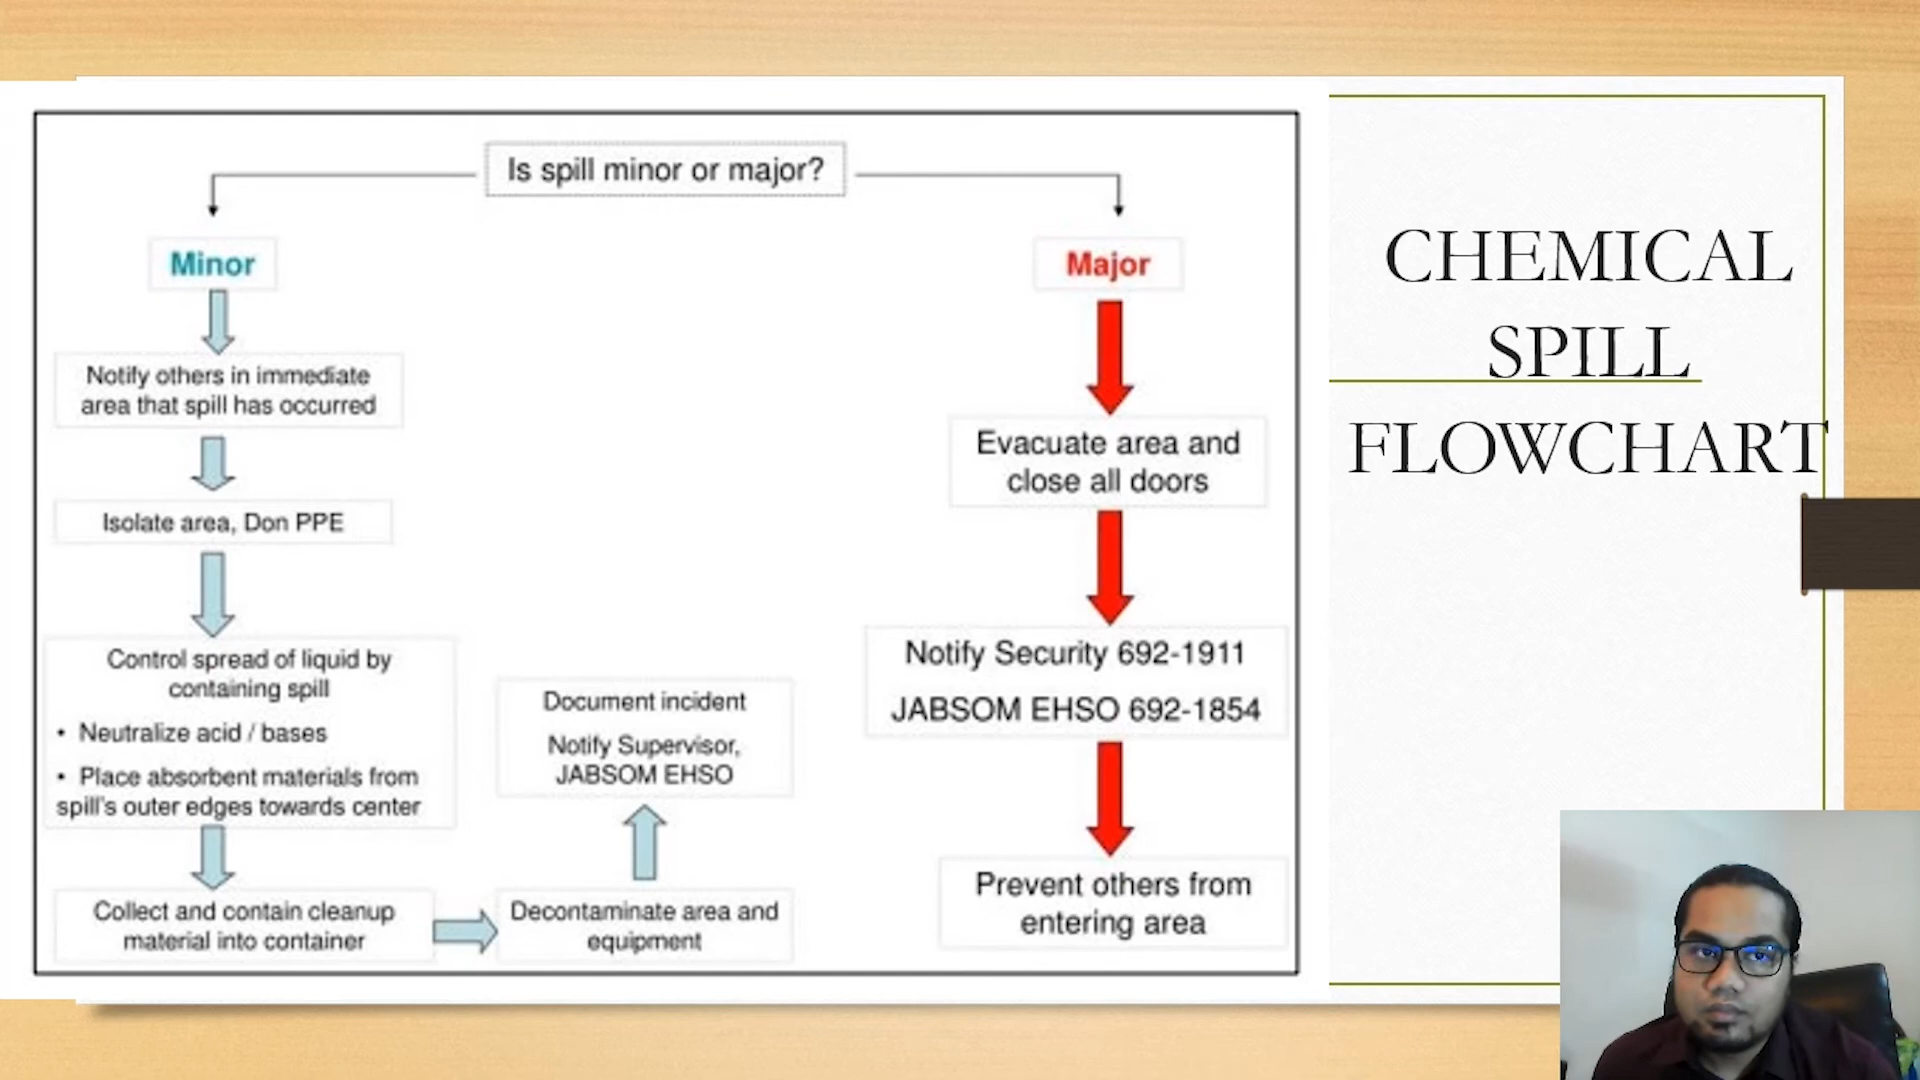 Is spill minor or major?
Minor
Notify others in immediate
area that spill has occurred
Isolate area, Don PPE
Control spread of liquid by
containing spill
• Neutralize acid / bases
• Place absorbent materials from
spill's outer edges towards center
Collect and contain cleanup
material into container
Decontaminate area and
equipment
Document incident
Notify Supervisor,
JABSOM EHSO
Major
Evacuate area and
close all doors
Notify Security 692-1911
JABSOM EHSO 692-1854
Prevent others from
entering area
CHEMICAL
SPILL
FLOWCHART